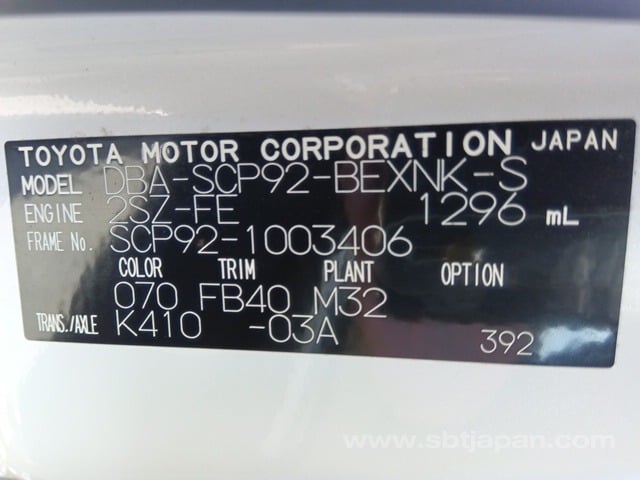 TOYOTA MOTOR CORPORATION JAPAN
MODEL DBA-SCP92-BEXNK-S
ENGINE 2SZ-FE 1296 mL
FRAME No. SCP92-1003406
COLOR TRIM PLANT OPTION
070 FB40 M32
TRANS./AXLE K410 -03A 392
www.sbtjapan.com